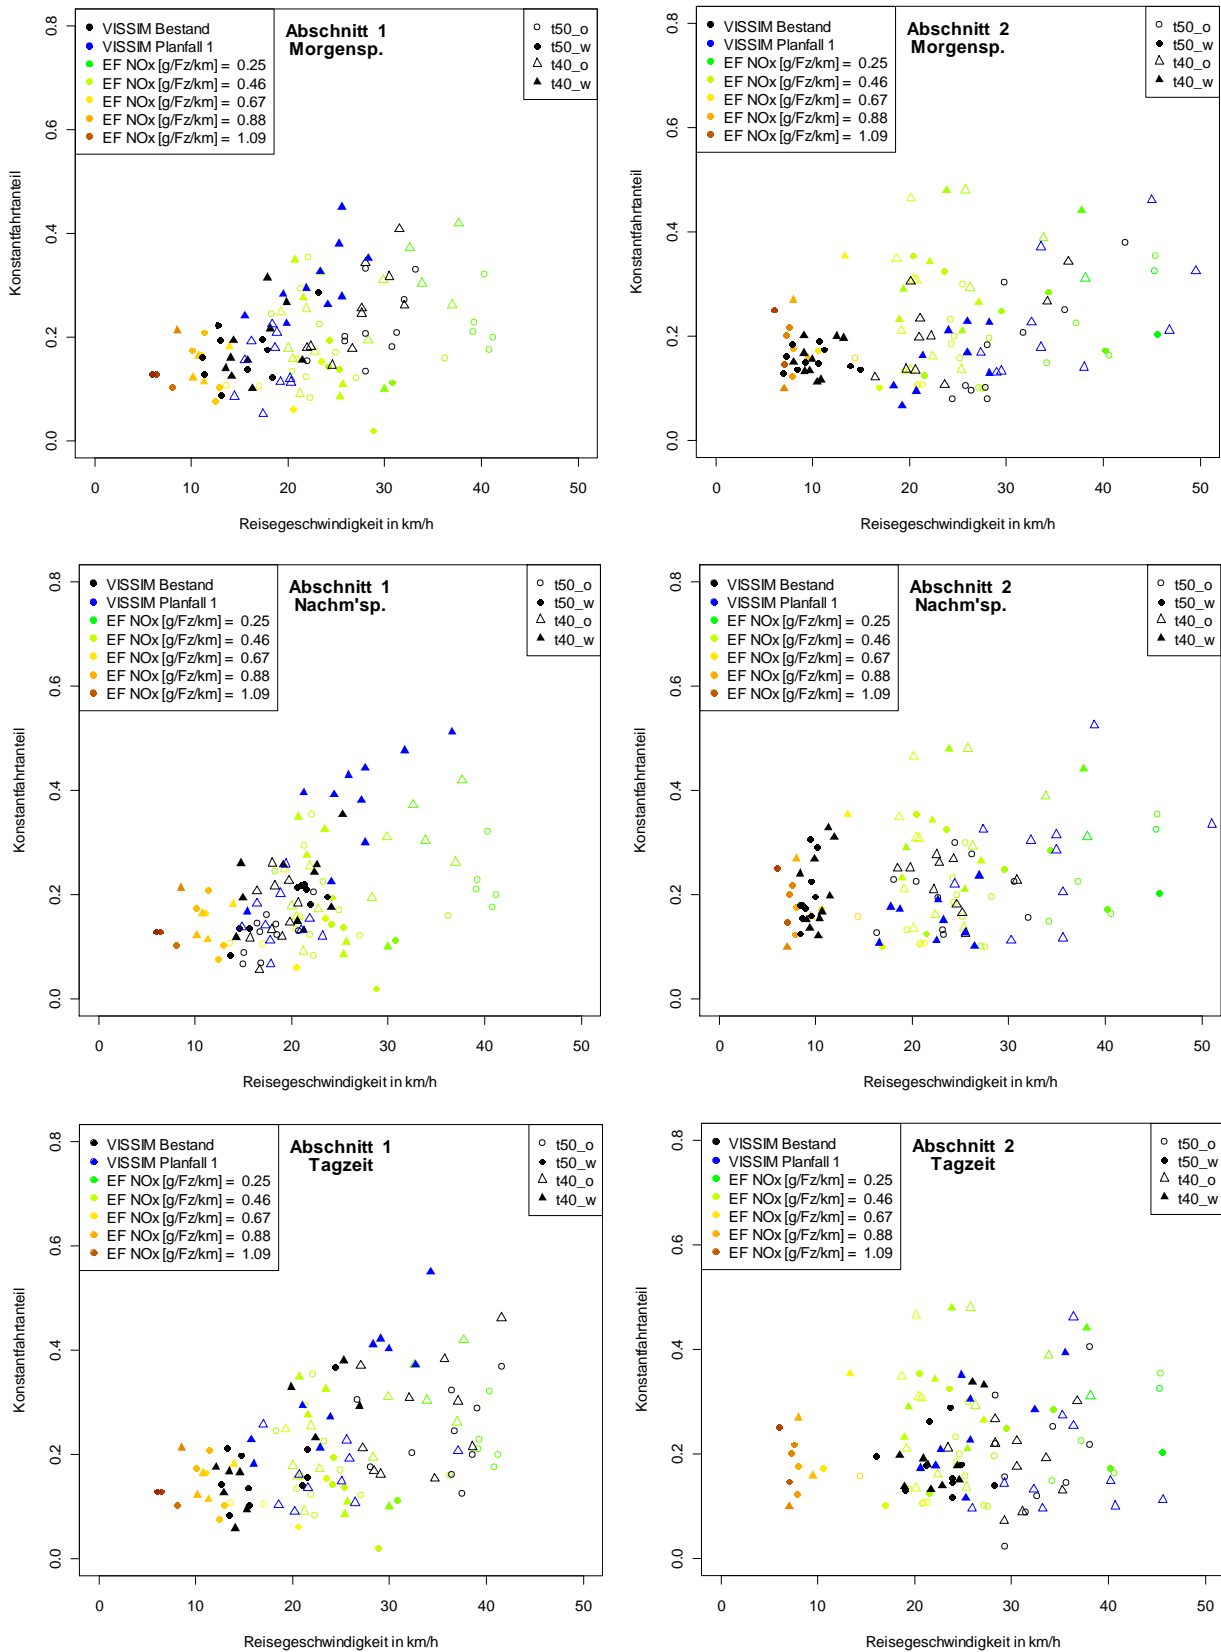 VISSIM Bestand
VISSIM Planfall 1
EF NOx [g/Fz/km] = 0.25
EF NOx [g/Fz/km] = 0.46
EF NOx [g/Fz/km] = 0.67
EF NOx [g/Fz/km] = 0.88
EF NOx [g/Fz/km] = 1.09
Abschnitt 1
Morgensp.
t50_o
t50_w
t40_o
t40_w
Konstantfahrtanteil
0.0 0.2 0.4 0.6 0.8
0 10 20 30 40 50
Reisegeschwindigkeit in km/h
VISSIM Bestand
VISSIM Planfall 1
EF NOx [g/Fz/km] = 0.25
EF NOx [g/Fz/km] = 0.46
EF NOx [g/Fz/km] = 0.67
EF NOx [g/Fz/km] = 0.88
EF NOx [g/Fz/km] = 1.09
Abschnitt 2
Morgensp.
t50_o
t50_w
t40_o
t40_w
Konstantfahrtanteil
0.0 0.2 0.4 0.6 0.8
0 10 20 30 40 50
Reisegeschwindigkeit in km/h
VISSIM Bestand
VISSIM Planfall 1
EF NOx [g/Fz/km] = 0.25
EF NOx [g/Fz/km] = 0.46
EF NOx [g/Fz/km] = 0.67
EF NOx [g/Fz/km] = 0.88
EF NOx [g/Fz/km] = 1.09
Abschnitt 1
Nachm'sp.
t50_o
t50_w
t40_o
t40_w
Konstantfahrtanteil
0.0 0.2 0.4 0.6 0.8
0 10 20 30 40 50
Reisegeschwindigkeit in km/h
VISSIM Bestand
VISSIM Planfall 1
EF NOx [g/Fz/km] = 0.25
EF NOx [g/Fz/km] = 0.46
EF NOx [g/Fz/km] = 0.67
EF NOx [g/Fz/km] = 0.88
EF NOx [g/Fz/km] = 1.09
Abschnitt 2
Nachm'sp.
t50_o
t50_w
t40_o
t40_w
Konstantfahrtanteil
0.0 0.2 0.4 0.6 0.8
0 10 20 30 40 50
Reisegeschwindigkeit in km/h
VISSIM Bestand
VISSIM Planfall 1
EF NOx [g/Fz/km] = 0.25
EF NOx [g/Fz/km] = 0.46
EF NOx [g/Fz/km] = 0.67
EF NOx [g/Fz/km] = 0.88
EF NOx [g/Fz/km] = 1.09
Abschnitt 1
Tagzeit
t50_o
t50_w
t40_o
t40_w
Konstantfahrtanteil
0.0 0.2 0.4 0.6 0.8
0 10 20 30 40 50
Reisegeschwindigkeit in km/h
VISSIM Bestand
VISSIM Planfall 1
EF NOx [g/Fz/km] = 0.25
EF NOx [g/Fz/km] = 0.46
EF NOx [g/Fz/km] = 0.67
EF NOx [g/Fz/km] = 0.88
EF NOx [g/Fz/km] = 1.09
Abschnitt 2
Tagzeit
t50_o
t50_w
t40_o
t40_w
Konstantfahrtanteil
0.0 0.2 0.4 0.6 0.8
0 10 20 30 40 50
Reisegeschwindigkeit in km/h